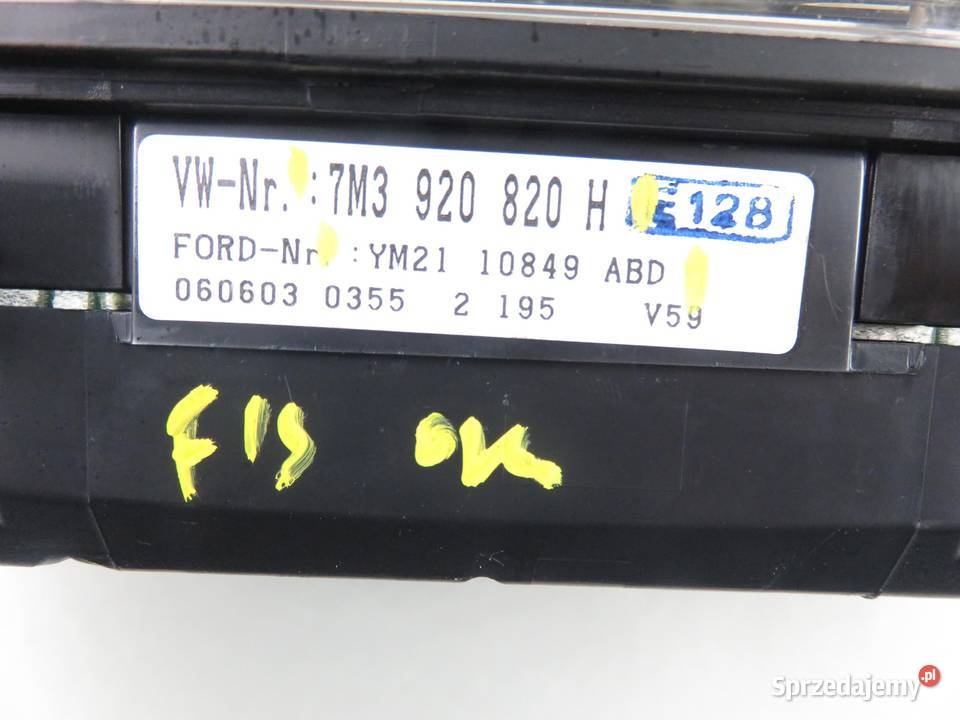 VW-Nr. : 7M3 920 820 H E128
FORD-Nr. : YM21 10849 ABD
060603 0355 2 195 V59
FIS OK
Sprzedajemy.pl